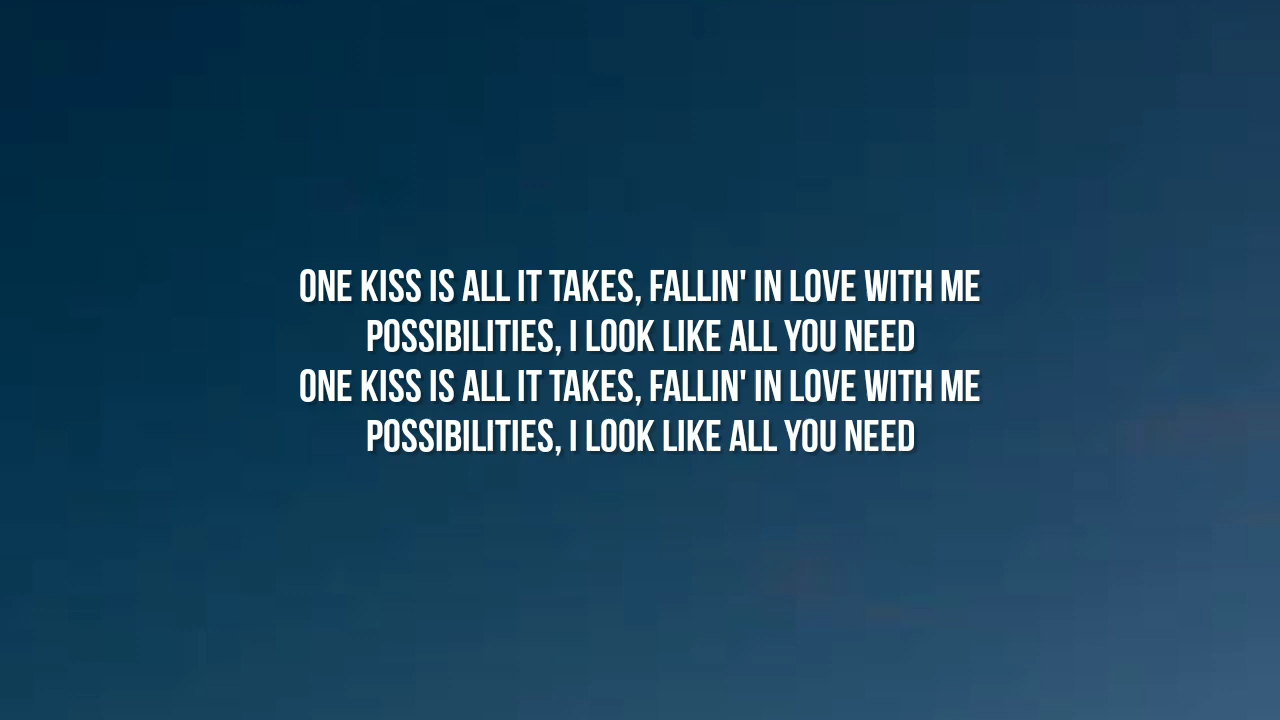 ONE KISS IS ALL IT TAKES, FALLIN' IN LOVE WITH ME
POSSIBILITIES, I LOOK LIKE ALL YOU NEED
ONE KISS IS ALL IT TAKES, FALLIN' IN LOVE WITH ME
POSSIBILITIES, I LOOK LIKE ALL YOU NEED